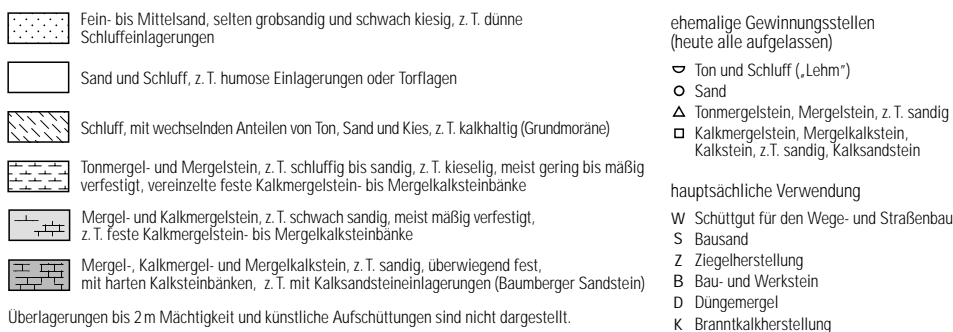 Fein- bis Mittelsand, selten grobsandig und schwach kiesig, z. T. dünne
Schluffeinlagerungen
Sand und Schluff, z. T. humose Einlagerungen oder Torflagen
Schluff, mit wechselnden Anteilen von Ton, Sand und Kies, z. T. kalkhaltig (Grundmoräne)
Tonmergel- und Mergelstein, z. T. schluffig bis sandig, z. T. kieselig, meist gering bis mäßig
verfestigt, vereinzelte feste Kalkmergelstein- bis Mergelkalksteinbänke
Mergel- und Kalkmergelstein, z. T. schwach sandig, meist mäßig verfestigt,
z. T. feste Kalkmergelstein- bis Mergelkalksteinbänke
Mergel-, Kalkmergel- und Mergelkalkstein, z. T. sandig, überwiegend fest,
mit harten Kalksteinbänken, z. T. mit Kalksandsteineinlagerungen (Baumberger Sandstein)
Überlagerungen bis 2 m Mächtigkeit und künstliche Aufschüttungen sind nicht dargestellt.
ehemalige Gewinnungsstellen
(heute alle aufgelassen)
Ton und Schluff („Lehm")
Sand
Tonmergelstein, Mergelstein, z. T. sandig
Kalkmergelstein, Mergelkalkstein,
Kalkstein, z.T. sandig, Kalksandstein
hauptsächliche Verwendung
W Schüttgut für den Wege- und Straßenbau
S Bausand
Z Ziegelherstellung
B Bau- und Werkstein
D Düngemergel
K Branntkalkherstellung